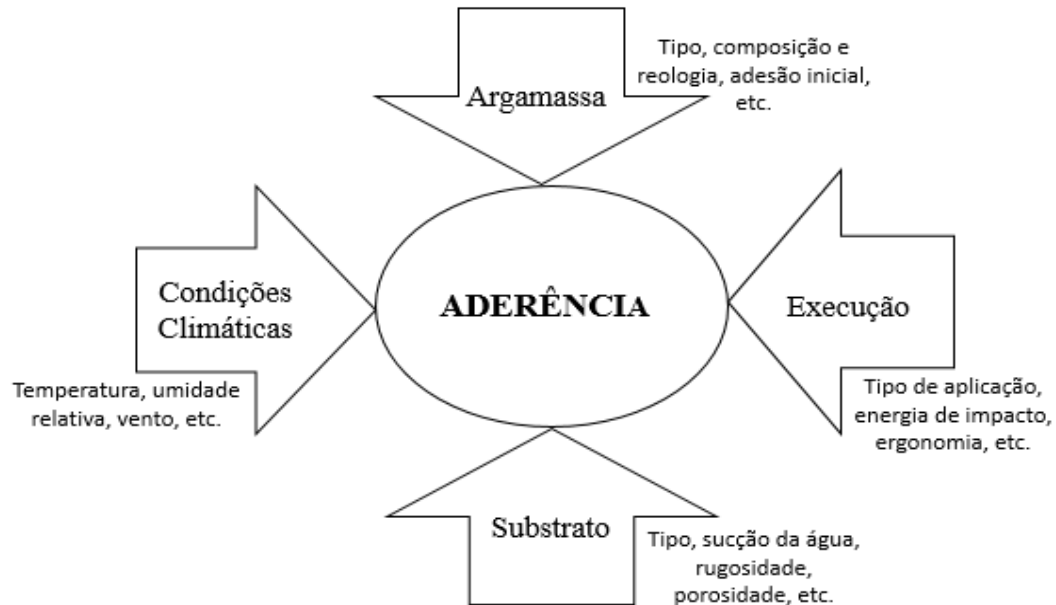 Argamassa
Tipo, composição e
reologia, adesão inicial,
etc.
Condições
Climáticas
Temperatura, umidade
relativa, vento, etc.
ADERÊNCIA
Execução
Tipo de aplicação,
energia de impacto,
ergonomia, etc.
Substrato
Tipo, sucção da água,
rugosidade,
porosidade, etc.